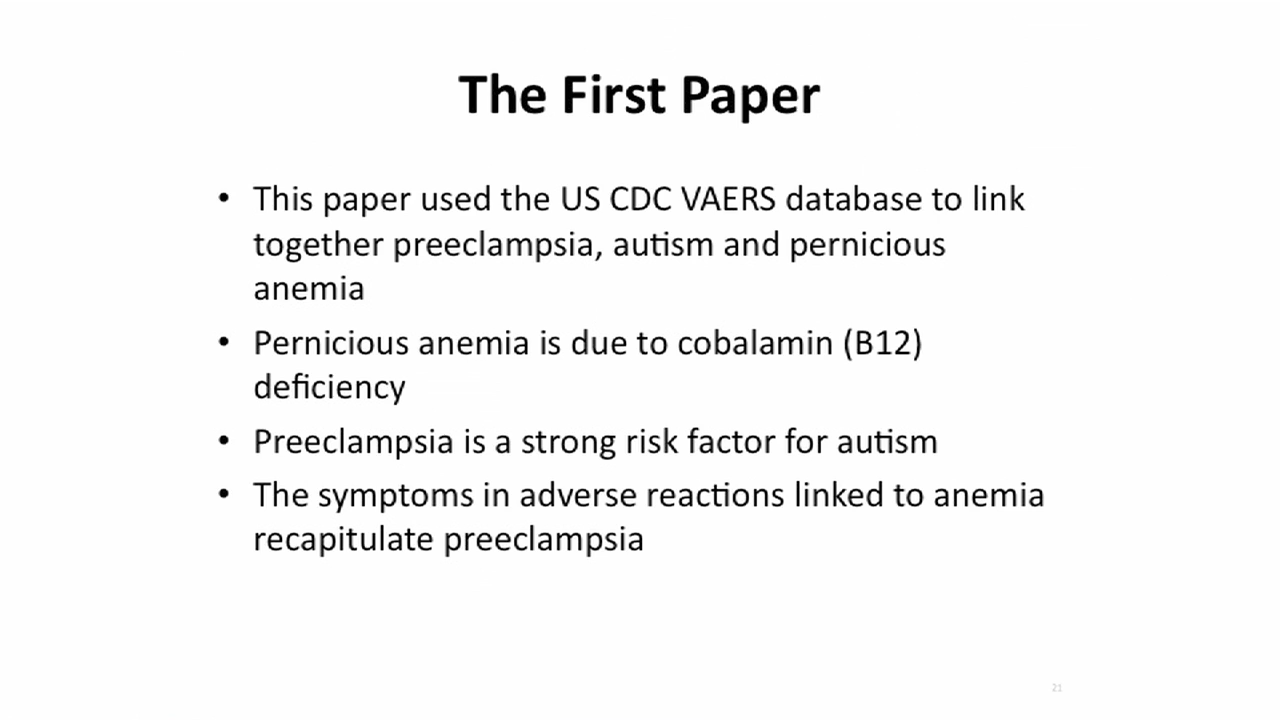 The First Paper
• This paper used the US CDC VAERS database to link
together preeclampsia, autism and pernicious
anemia
• Pernicious anemia is due to cobalamin (B12)
deficiency
• Preeclampsia is a strong risk factor for autism
• The symptoms in adverse reactions linked to anemia
recapitulate preeclampsia
21